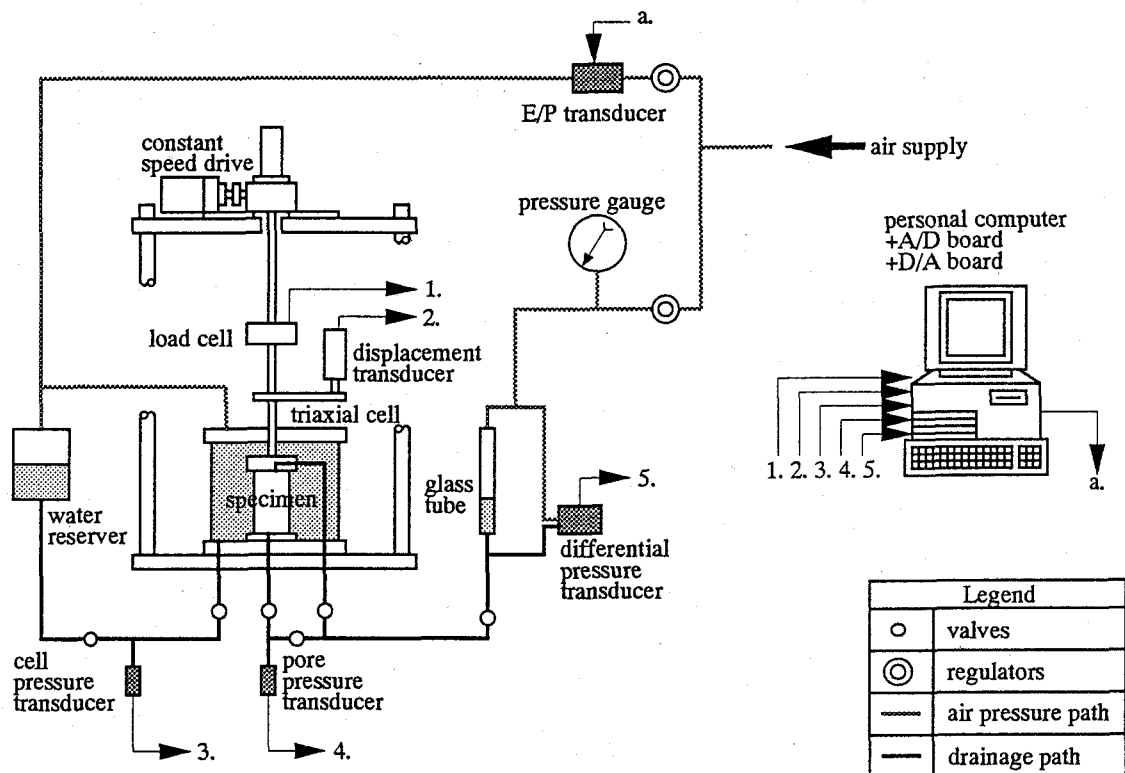 a.
E/P transducer
constant
speed drive
air supply
pressure gauge
personal computer
+A/D board
+D/A board
1.
2.
load cell
displacement
transducer
triaxial cell
specimen
glass
tube
5.
1. 2. 3. 4. 5.
a.
water
reserver
differential
pressure
transducer
cell
pressure
transducer
pore
pressure
transducer
3.
4.
Legend
valves
regulators
air pressure path
drainage path